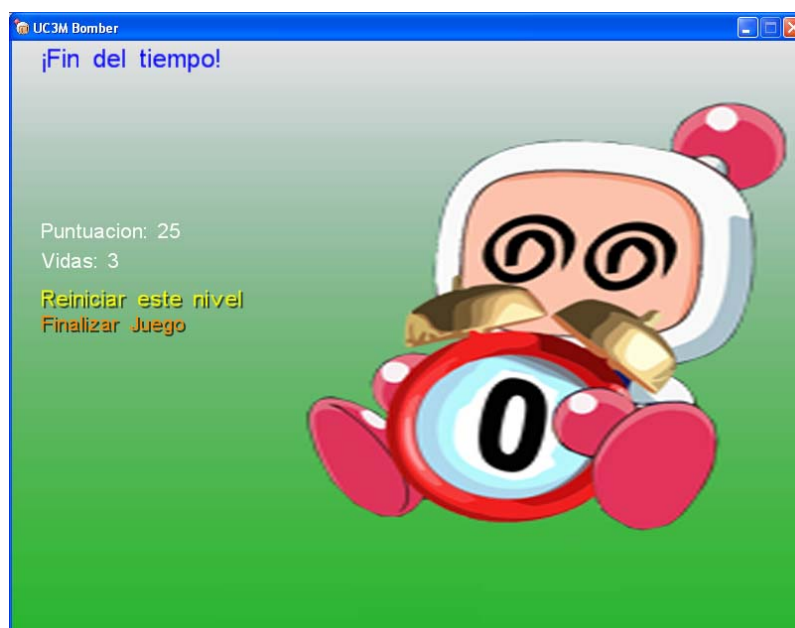 UC3M Bomber
¡Fin del tiempo!
Puntuacion: 25
Vidas: 3
Reiniciar este nivel
Finalizar Juego
0